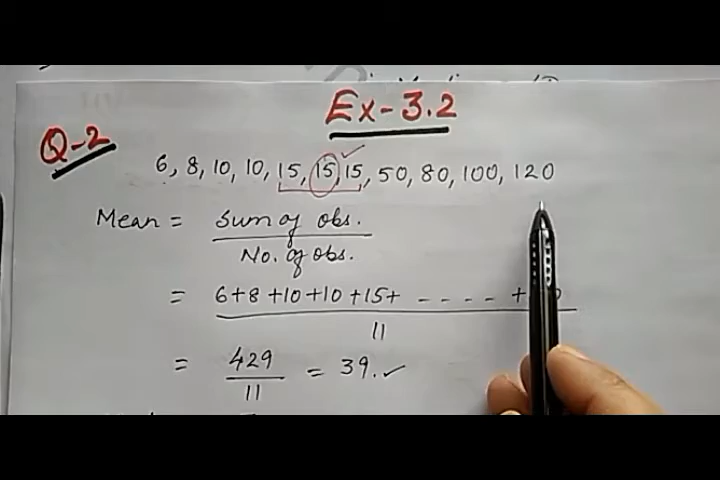 Ex-3.2
Q-2
6, 8, 10, 10, 15, 15, 15, 50, 80, 100, 120
Mean = Sum of obs.
No. of obs.
= 6+8+10+10+15+ - - - - +
11
= 429 = 39.
11